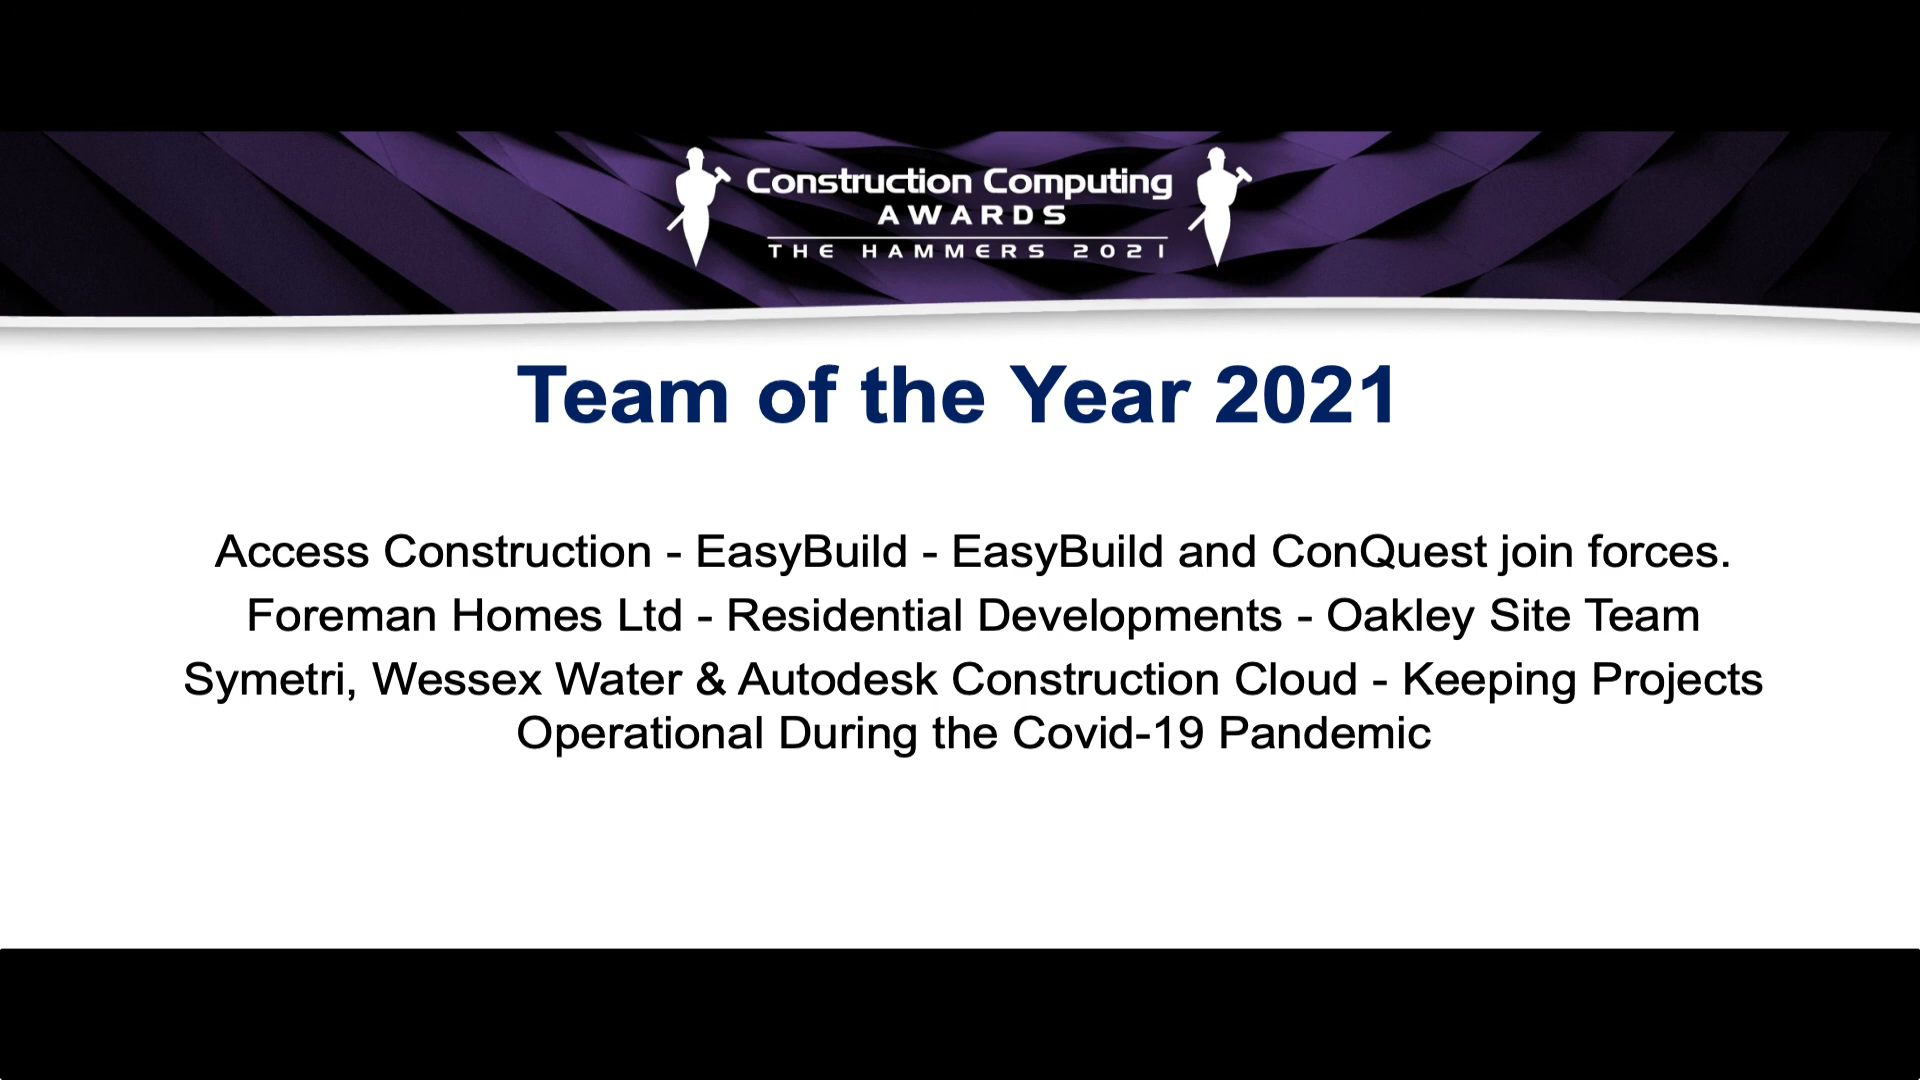 Construction Computing
AWARDS
THE HAMMERS 2021
Team of the Year 2021
Access Construction - EasyBuild - EasyBuild and ConQuest join forces.
Foreman Homes Ltd - Residential Developments - Oakley Site Team
Symetri, Wessex Water & Autodesk Construction Cloud - Keeping Projects
Operational During the Covid-19 Pandemic